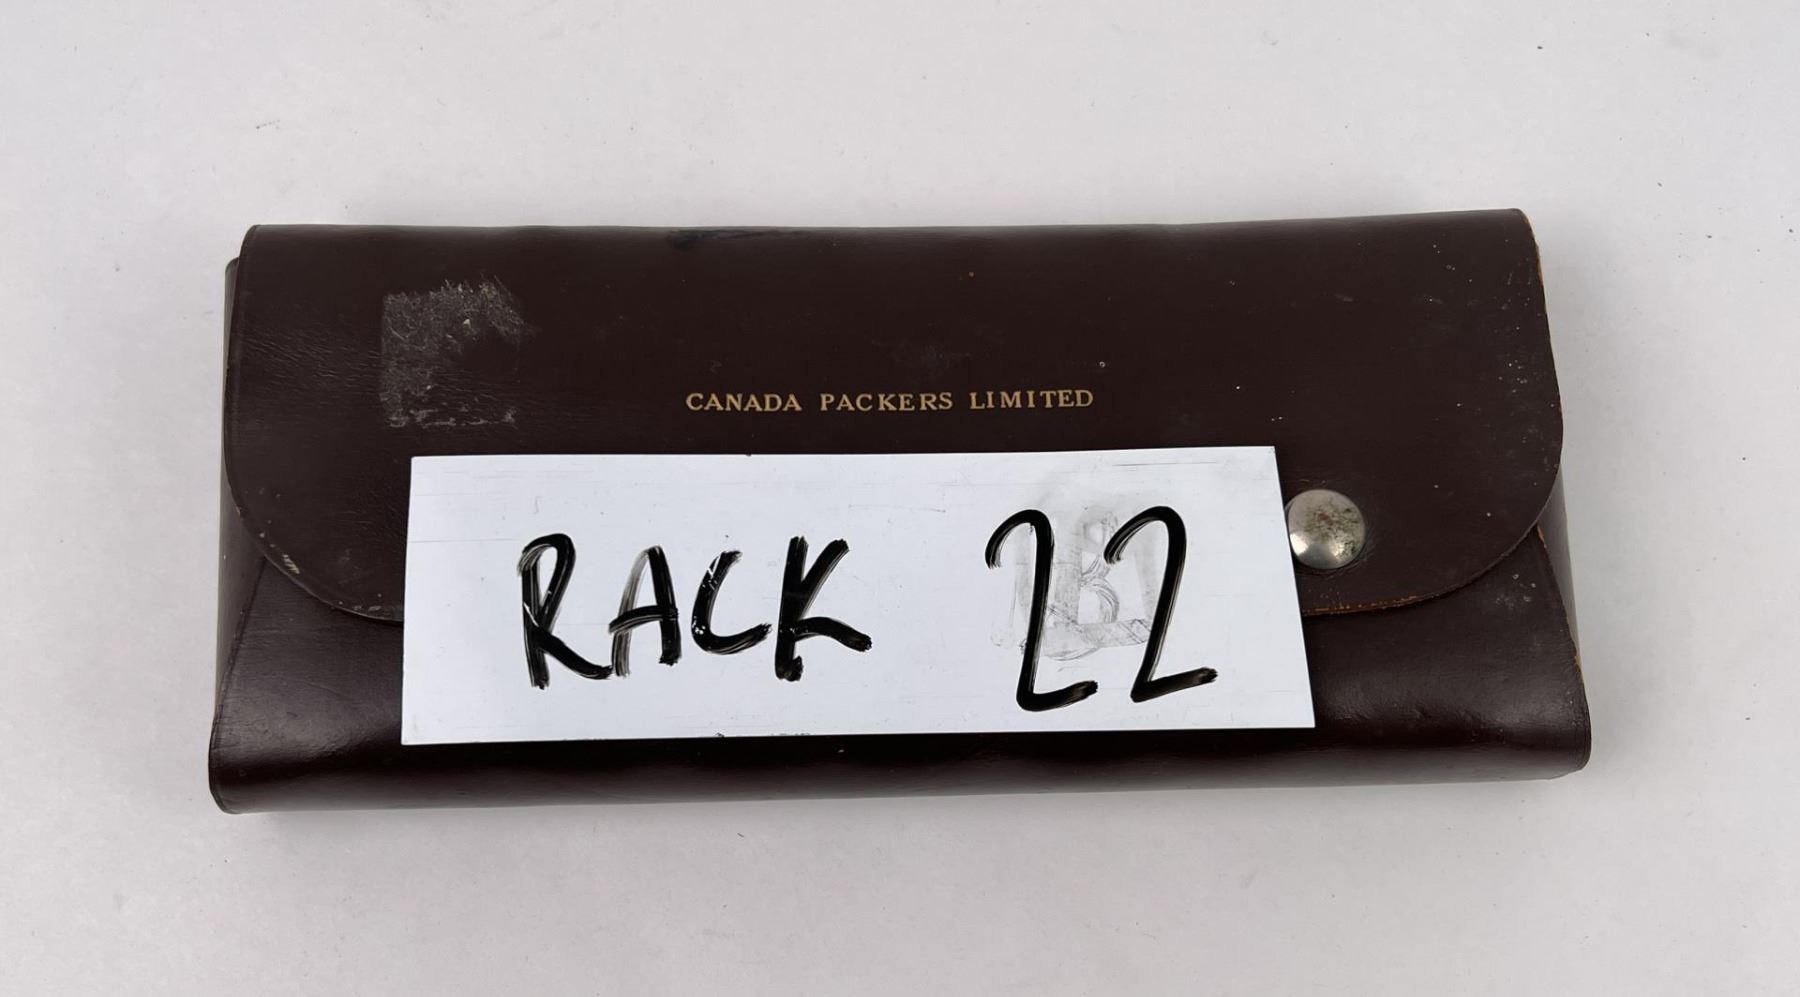 CANADA PACKERS LIMITED
RACK 22